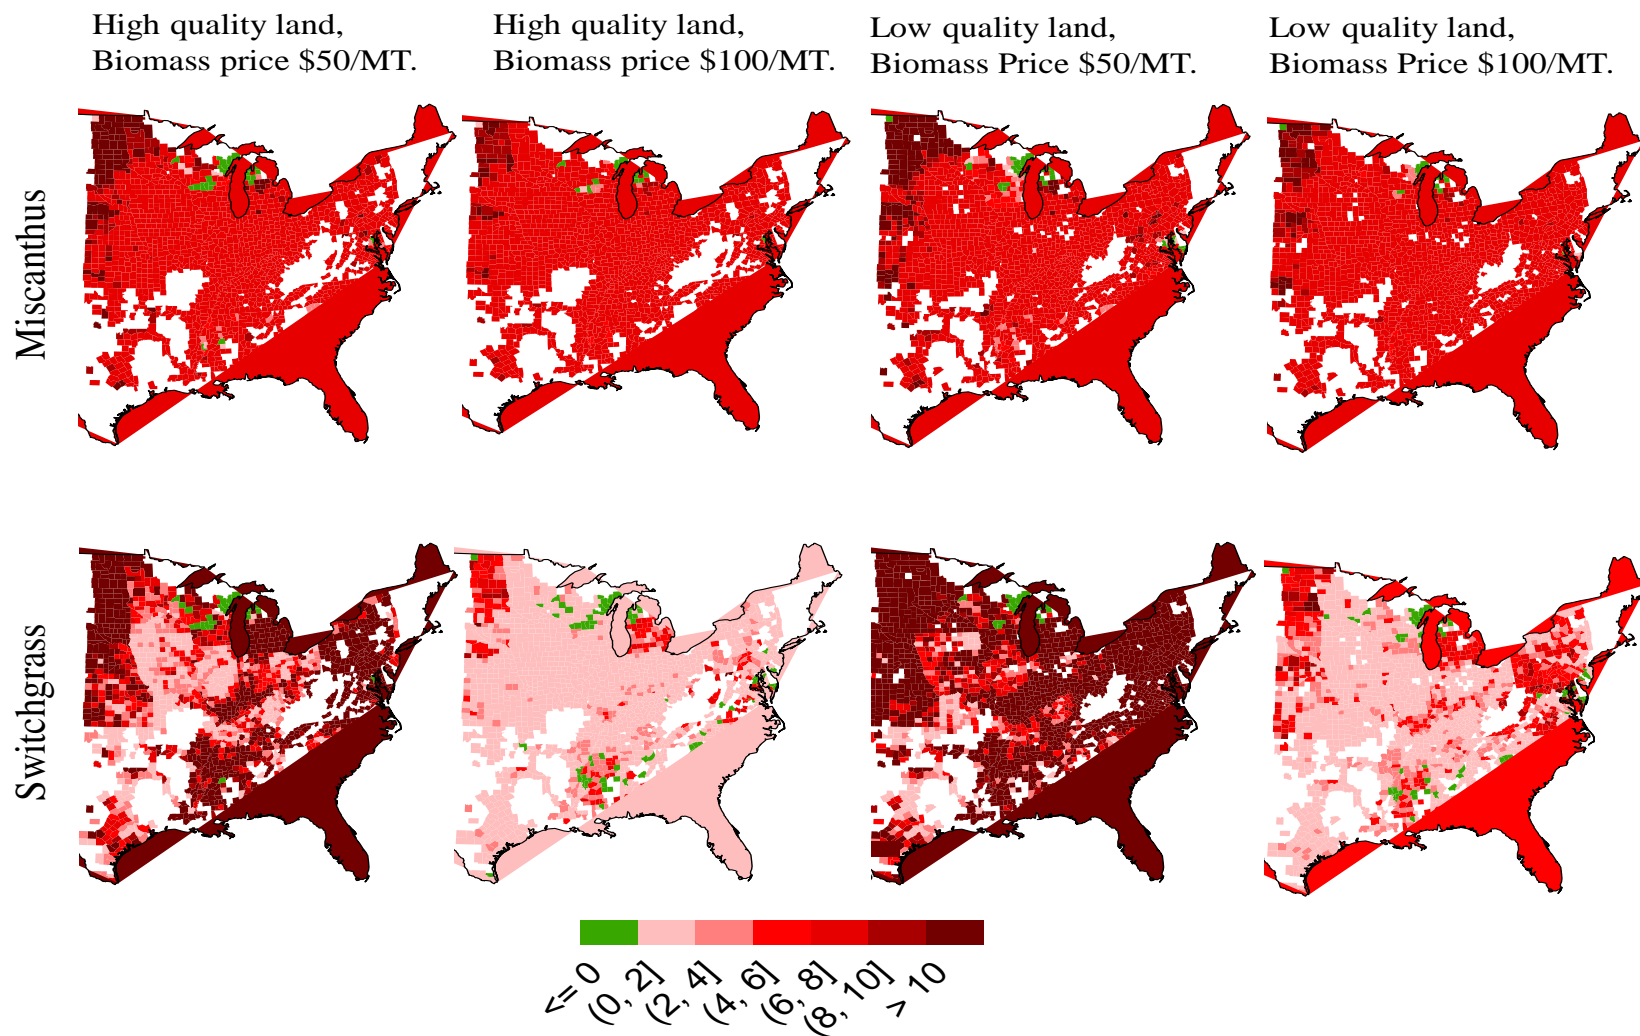 High quality land,
Biomass price $50/MT.
High quality land,
Biomass price $100/MT.
Low quality land,
Biomass Price $50/MT.
Low quality land,
Biomass Price $100/MT.
Miscanthus
Switchgrass
<= 0
(0, 2]
(2, 4]
(4, 6]
(6, 8]
(8, 10]
> 10